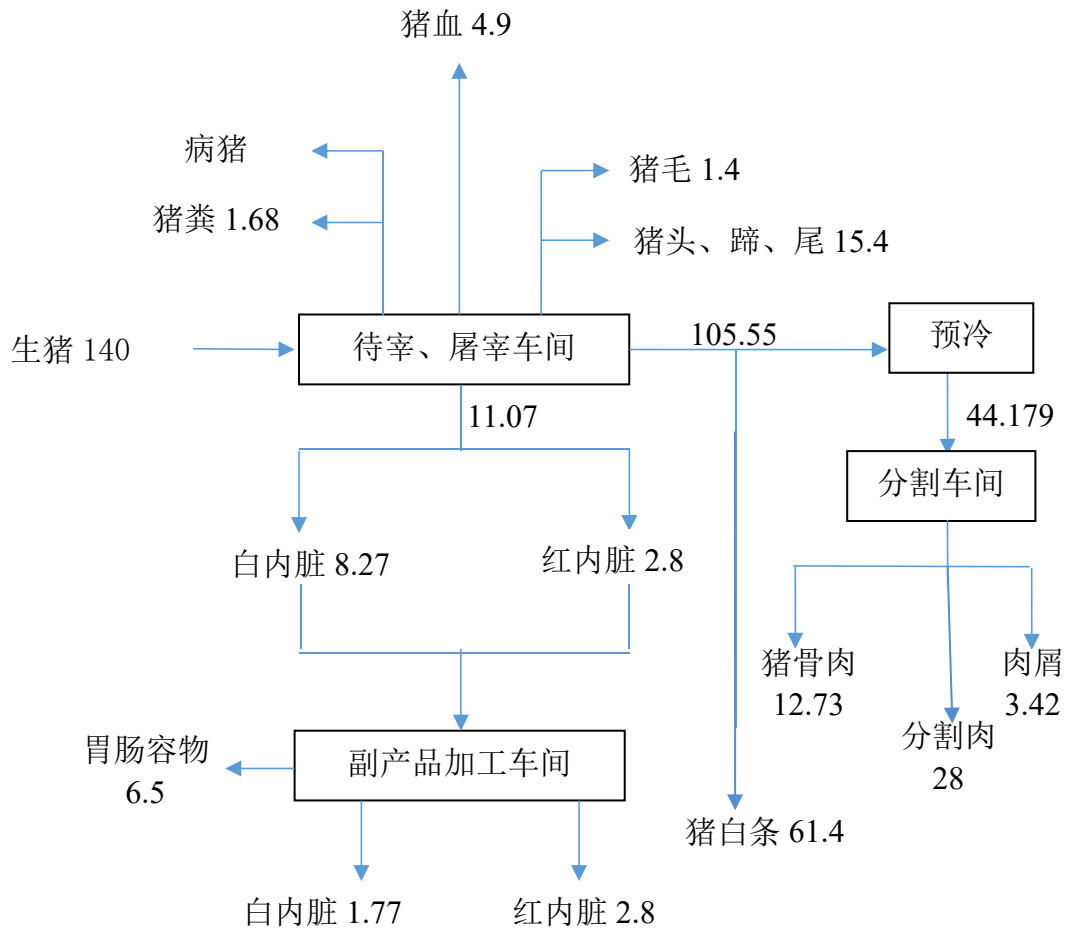 猪血 4.9
病猪
猪毛 1.4
猪粪 1.68
猪头、蹄、尾 15.4
生猪 140
待宰、屠宰车间
105.55
预冷
11.07
44.179
分割车间
白内脏 8.27
红内脏 2.8
猪骨肉
12.73
肉屑
3.42
分割肉
28
胃肠容物
6.5
副产品加工车间
猪白条 61.4
白内脏 1.77
红内脏 2.8